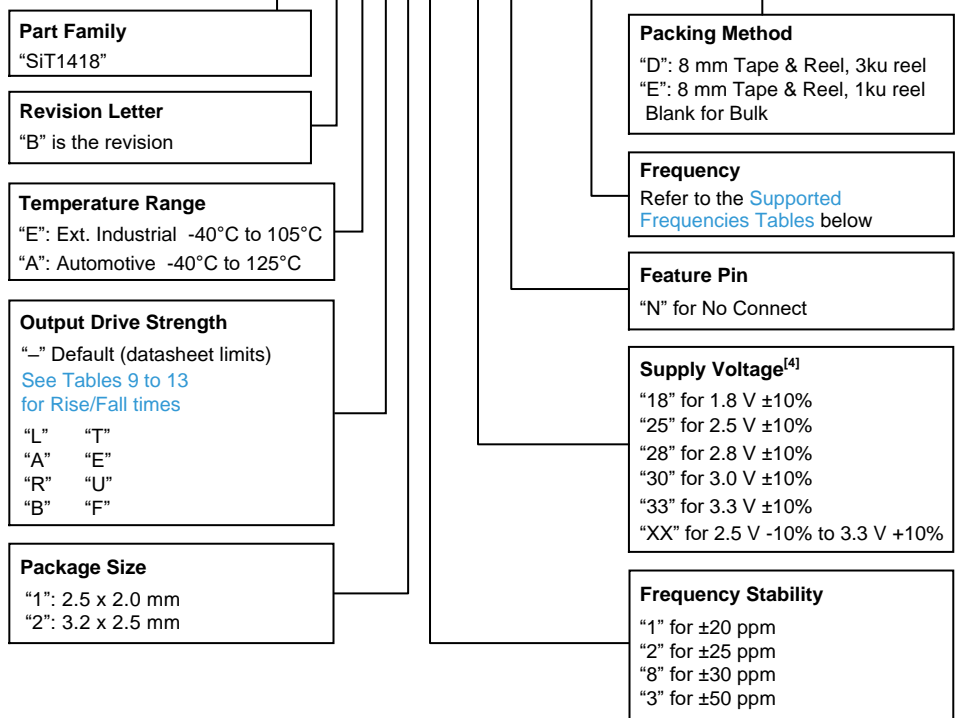 Part Family
“SiT1418”
Revision Letter
“B” is the revision
Temperature Range
“E”: Ext. Industrial -40°C to 105°C
“A”: Automotive -40°C to 125°C
Output Drive Strength
“–” Default (datasheet limits)
See Tables 9 to 13
for Rise/Fall times
“L” “T”
“A” “E”
“R” “U”
“B” “F”
Package Size
“1”: 2.5 x 2.0 mm
“2”: 3.2 x 2.5 mm
Packing Method
“D”: 8 mm Tape & Reel, 3ku reel
“E”: 8 mm Tape & Reel, 1ku reel
Blank for Bulk
Frequency
Refer to the Supported
Frequencies Tables below
Feature Pin
“N” for No Connect
Supply Voltage[4]
“18” for 1.8 V ±10%
“25” for 2.5 V ±10%
“28” for 2.8 V ±10%
“30” for 3.0 V ±10%
“33” for 3.3 V ±10%
“XX” for 2.5 V -10% to 3.3 V +10%
Frequency Stability
“1” for ±20 ppm
“2” for ±25 ppm
“8” for ±30 ppm
“3” for ±50 ppm